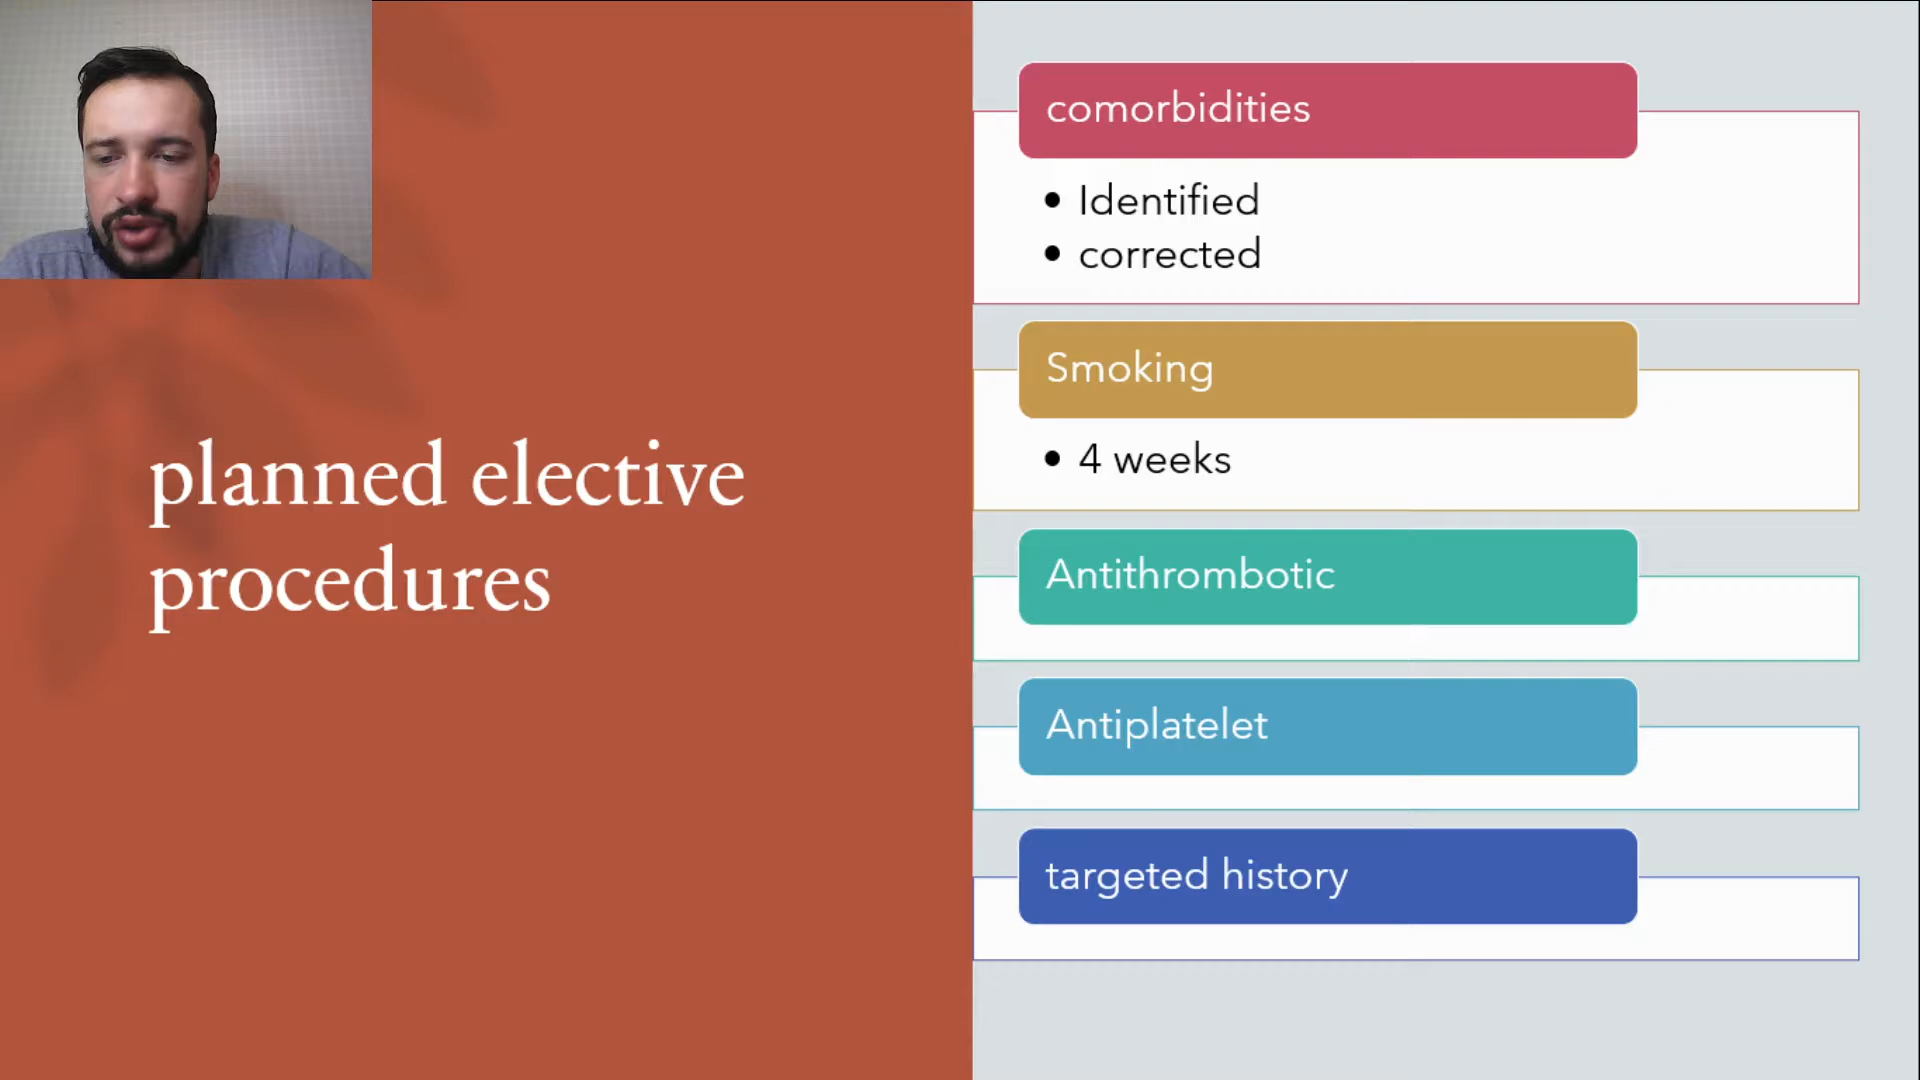 planned elective
procedures
comorbidities
• Identified
• corrected
Smoking
• 4 weeks
Antithrombotic
Antiplatelet
targeted history